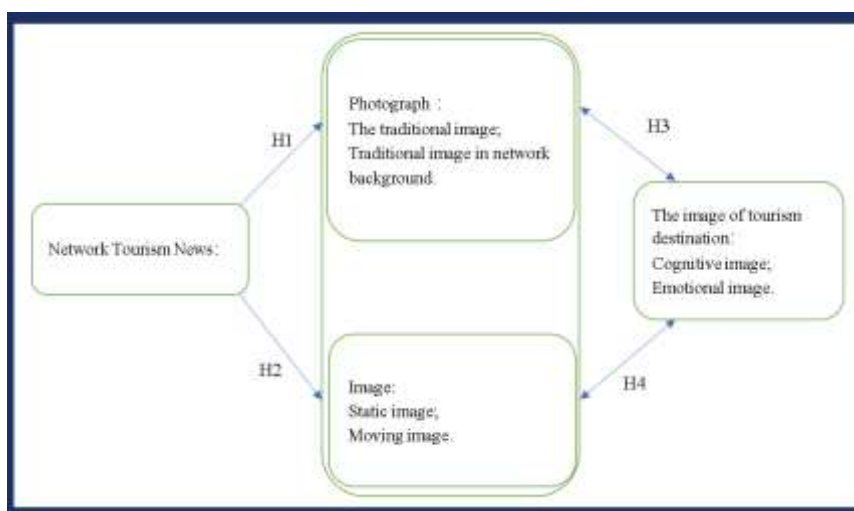 Photograph：
The traditional image;
Traditional image in network
background.
H1
H3
Network Tourism News：
The image of tourism
destination:
Cognitive image;
Emotional image.
H2
H4
Image:
Static image;
Moving image.